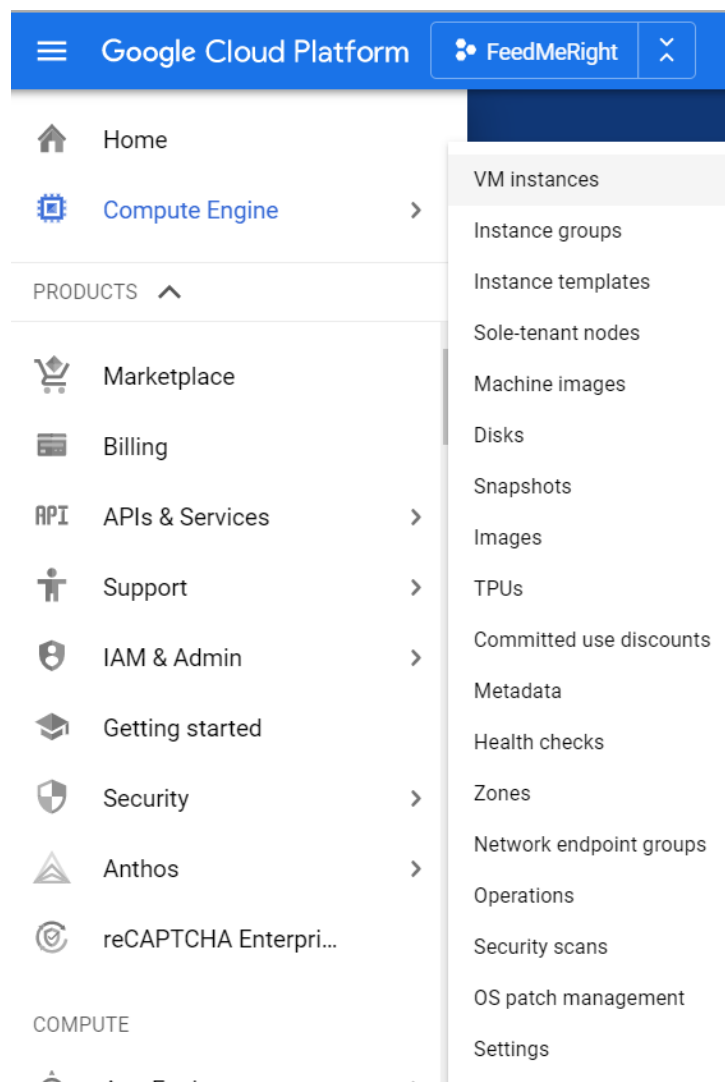 Google Cloud Platform
FeedMeRight
Home
Compute Engine
PRODUCTS
Marketplace
Billing
API
APIs & Services
Support
IAM & Admin
Getting started
Security
Anthos
reCAPTCHA Enterpri...
COMPUTE
VM instances
Instance groups
Instance templates
Sole-tenant nodes
Machine images
Disks
Snapshots
Images
TPUs
Committed use discounts
Metadata
Health checks
Zones
Network endpoint groups
Operations
Security scans
OS patch management
Settings